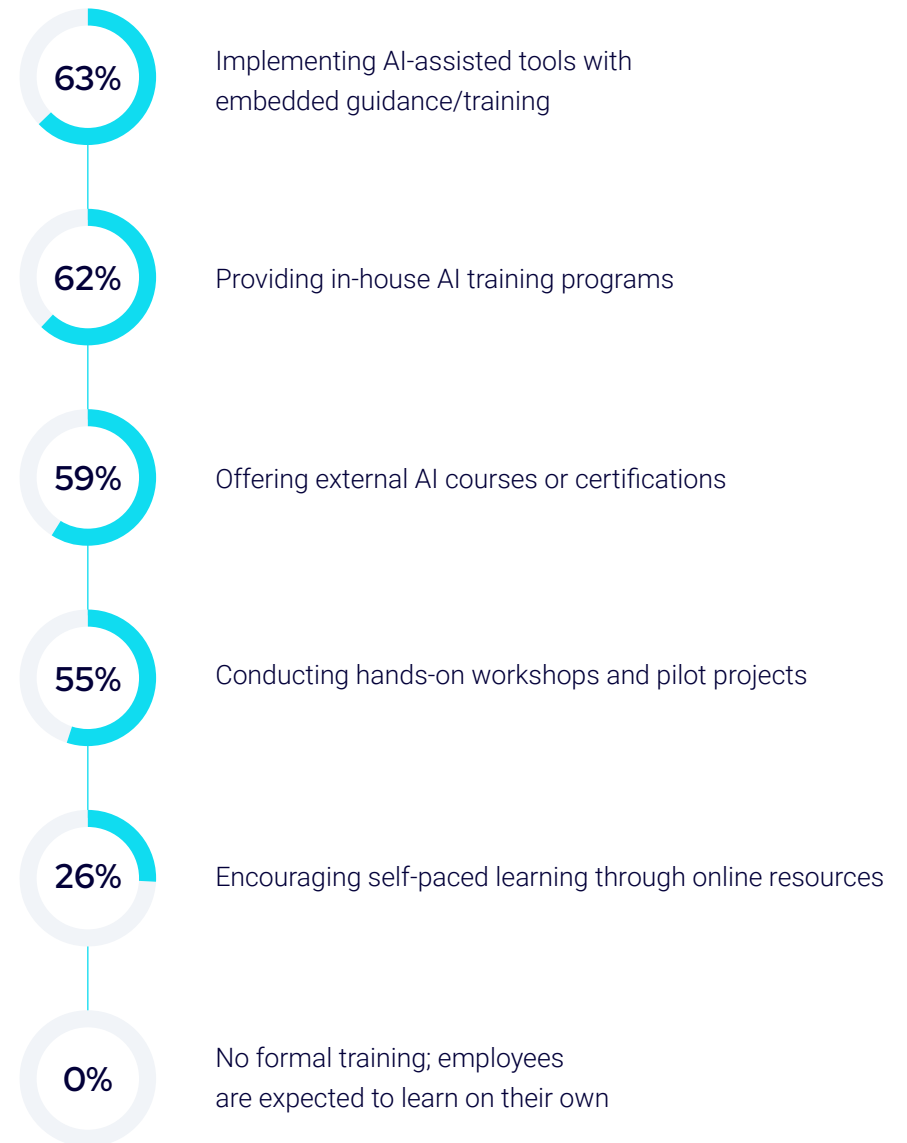 63%
Implementing AI-assisted tools with
embedded guidance/training
62%
Providing in-house AI training programs
59%
Offering external AI courses or certifications
55%
Conducting hands-on workshops and pilot projects
26%
Encouraging self-paced learning through online resources
0%
No formal training; employees
are expected to learn on their own